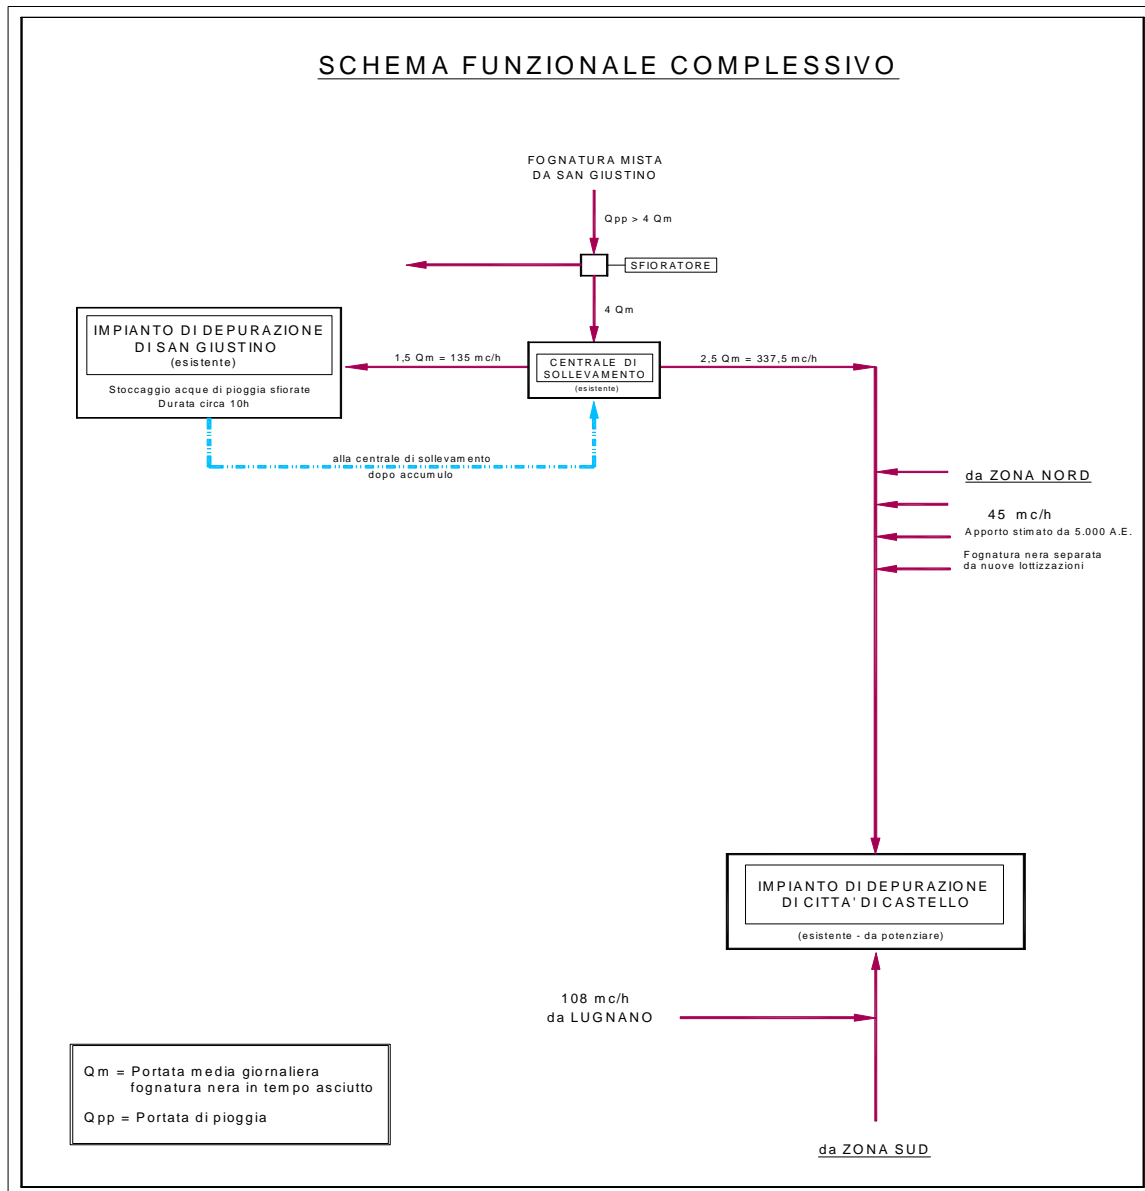 SCHEMA FUNZIONALE COMPLESSIVO
FOGNATURA MISTA
DA SAN GIUSTINO
Qpp > 4 Qm
SFIORATORE
4 Qm
IMPIANTO DI DEPURAZIONE
DI SAN GIUSTINO
(esistente)
Stoccaggio acque di pioggia sfiorate
Durata circa 10h
1,5 Qm = 135 mc/h
CENTRALE DI
SOLLEVAMENTO
(esistente)
2,5 Qm = 337,5 mc/h
alla centrale di sollevamento
dopo accumulo
da ZONA NORD
45 mc/h
Apporto stimato da 5.000 A.E.
Fognatura nera separata
da nuove lottizzazioni
IMPIANTO DI DEPURAZIONE
DI CITTA' DI CASTELLO
(esistente - da potenziare)
108 mc/h
da LUGNANO
Qm = Portata media giornaliera
fognatura nera in tempo asciutto
Qpp = Portata di pioggia
da ZONA SUD